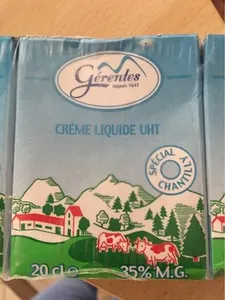 Gérentes
depuis 1947
CRÈME LIQUIDE UHT
SPÉCIAL
CHANTILLY
20 cl e 35% M.G.